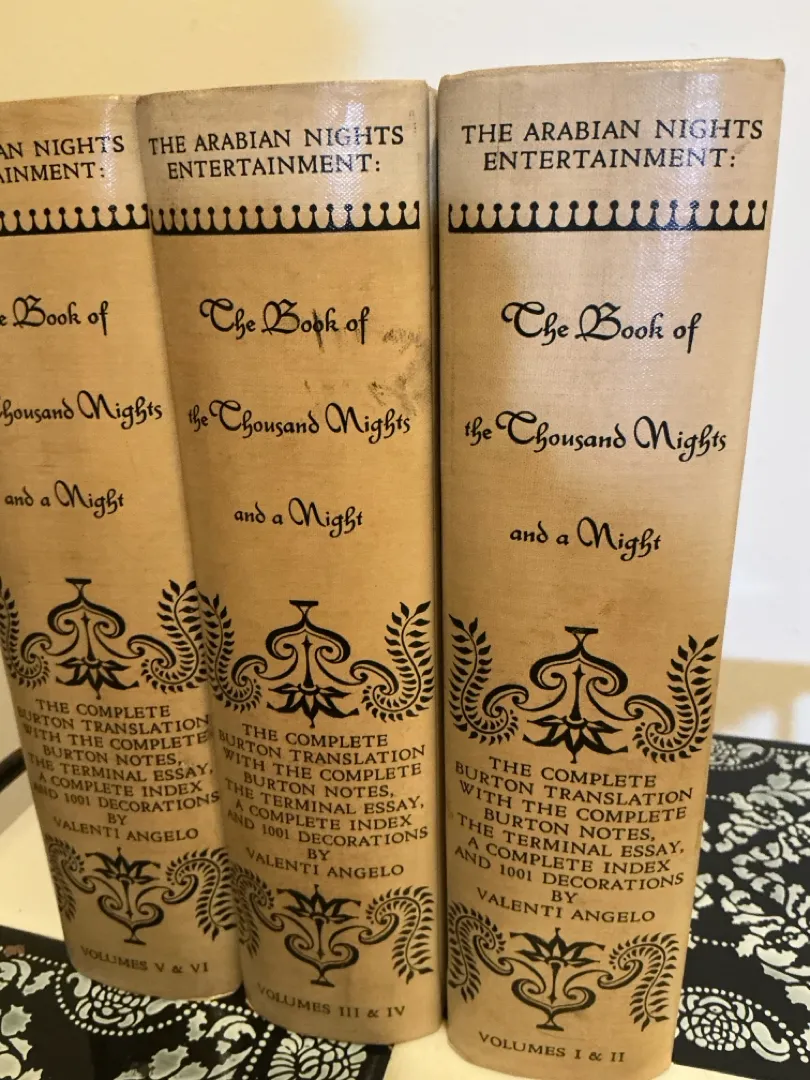 AN NIGHTS
AINMENT:
e Book of
housand Nights
and a Night
THE COMPLETE
BURTON TRANSLATION
WITH THE COMPLETE
BURTON NOTES,
THE TERMINAL ESSAY,
A COMPLETE INDEX
AND 1001 DECORATIONS
BY
VALENTI ANGELO
VOLUMES V & VI
THE ARABIAN NIGHTS
ENTERTAINMENT:
The Book of
the Thousand Nights
and a Night
THE COMPLETE
BURTON TRANSLATION
WITH THE COMPLETE
BURTON NOTES,
THE TERMINAL ESSAY,
A COMPLETE INDEX
AND 1001 DECORATIONS
BY
VALENTI ANGELO
VOLUMES III & IV
THE ARABIAN NIGHTS
ENTERTAINMENT:
The Book of
the Thousand Nights
and a Night
THE COMPLETE
BURTON TRANSLATION
WITH THE COMPLETE
BURTON NOTES,
THE TERMINAL ESSAY,
A COMPLETE INDEX
AND 1001 DECORATIONS
BY
VALENTI ANGELO
VOLUMES I & II